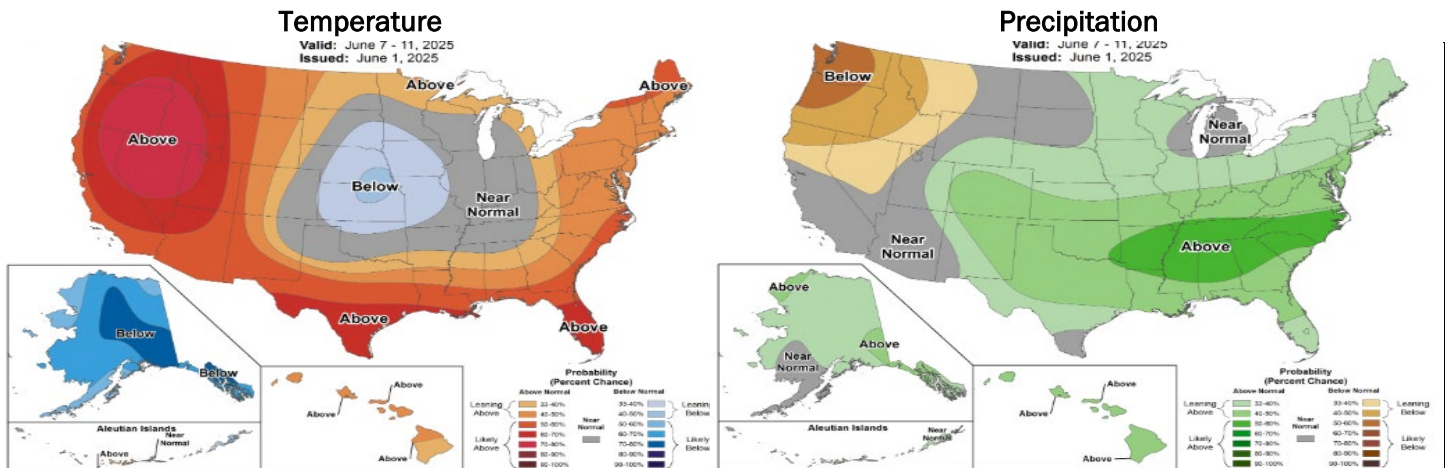 Temperature
Valid: June 7 - 11, 2025
Issued: June 1, 2025
Above
Above
Above
Below
Near
Normal
Above
Above
Below
Below
Aleutian Islands
Near
Normal
Above
Above
Above
Above
Probability
(Percent Chance)
Above Normal
Below Normal
Leaning
Above
33-40%
40-50%
50-60%
Likely
Above
60-70%
70-80%
80-90%
90-100%
Near
Normal
33-40%
40-50%
50-60%
60-70%
70-80%
80-90%
90-100%
Leaning
Below
Likely
Below
Precipitation
Valid: June 7 - 11, 2025
Issued: June 1, 2025
Below
Near
Normal
Near
Normal
Above
Above
Near
Normal
Above
Aleutian Islands
Near
Normal
Above
Above
Above
Probability
(Percent Chance)
Above Normal
Below Normal
Leaning
Above
33-40%
40-50%
50-60%
Likely
Above
60-70%
70-80%
80-90%
90-100%
Near
Normal
33-40%
40-50%
50-60%
60-70%
70-80%
80-90%
90-100%
Leaning
Below
Likely
Below